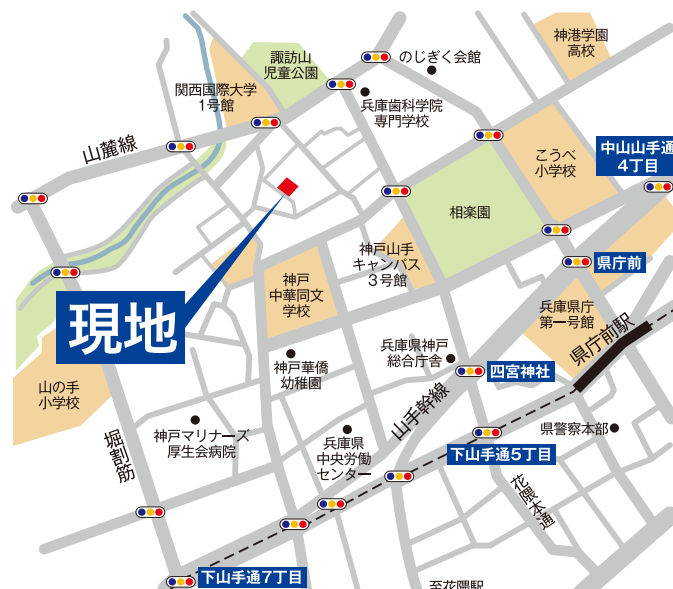 神港学園
高校
諏訪山
児童公園
のじぎく会館
関西国際大学
1号館
兵庫歯科学院
専門学校
山麓線
こうべ
小学校
中山手通
4丁目
相楽園
神戸山手
キャンパス
3号館
県庁前
神戸
中華同文
学校
現地
兵庫県庁
第一号館
県庁前駅
兵庫県神戸
総合庁舎
神戸華僑
幼稚園
四宮神社
山の手
小学校
山手幹線
堀割筋
神戸マリナーズ
厚生会病院
兵庫県
中央労働
センター
県警察本部
下山手通5丁目
花隈本通
下山手通7丁目
至花隈駅